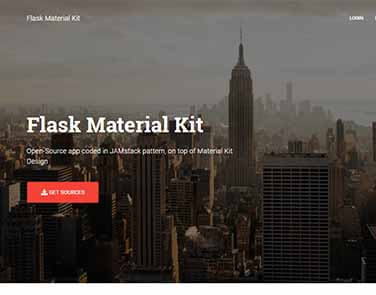 Flask Material Kit
LOGIN
Flask Material Kit
Open-Source app coded in JAMstack pattern, on top of Material Kit
Design
GET SOURCES